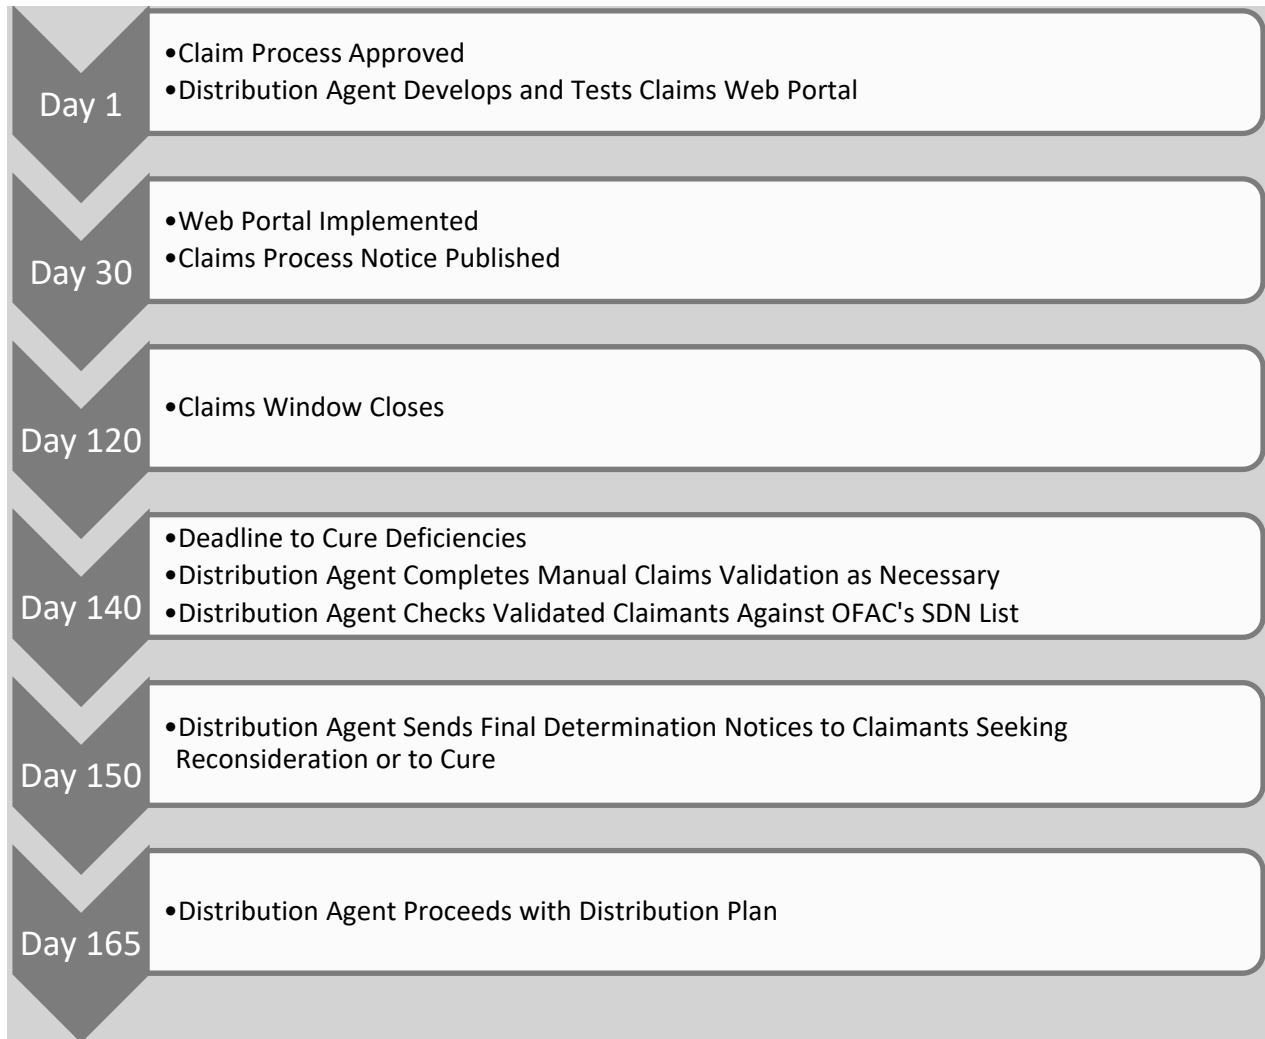 Day 1
•Claim Process Approved
•Distribution Agent Develops and Tests Claims Web Portal
Day 30
•Web Portal Implemented
•Claims Process Notice Published
Day 120
•Claims Window Closes
Day 140
•Deadline to Cure Deficiencies
•Distribution Agent Completes Manual Claims Validation as Necessary
•Distribution Agent Checks Validated Claimants Against OFAC's SDN List
Day 150
•Distribution Agent Sends Final Determination Notices to Claimants Seeking
Reconsideration or to Cure
Day 165
•Distribution Agent Proceeds with Distribution Plan